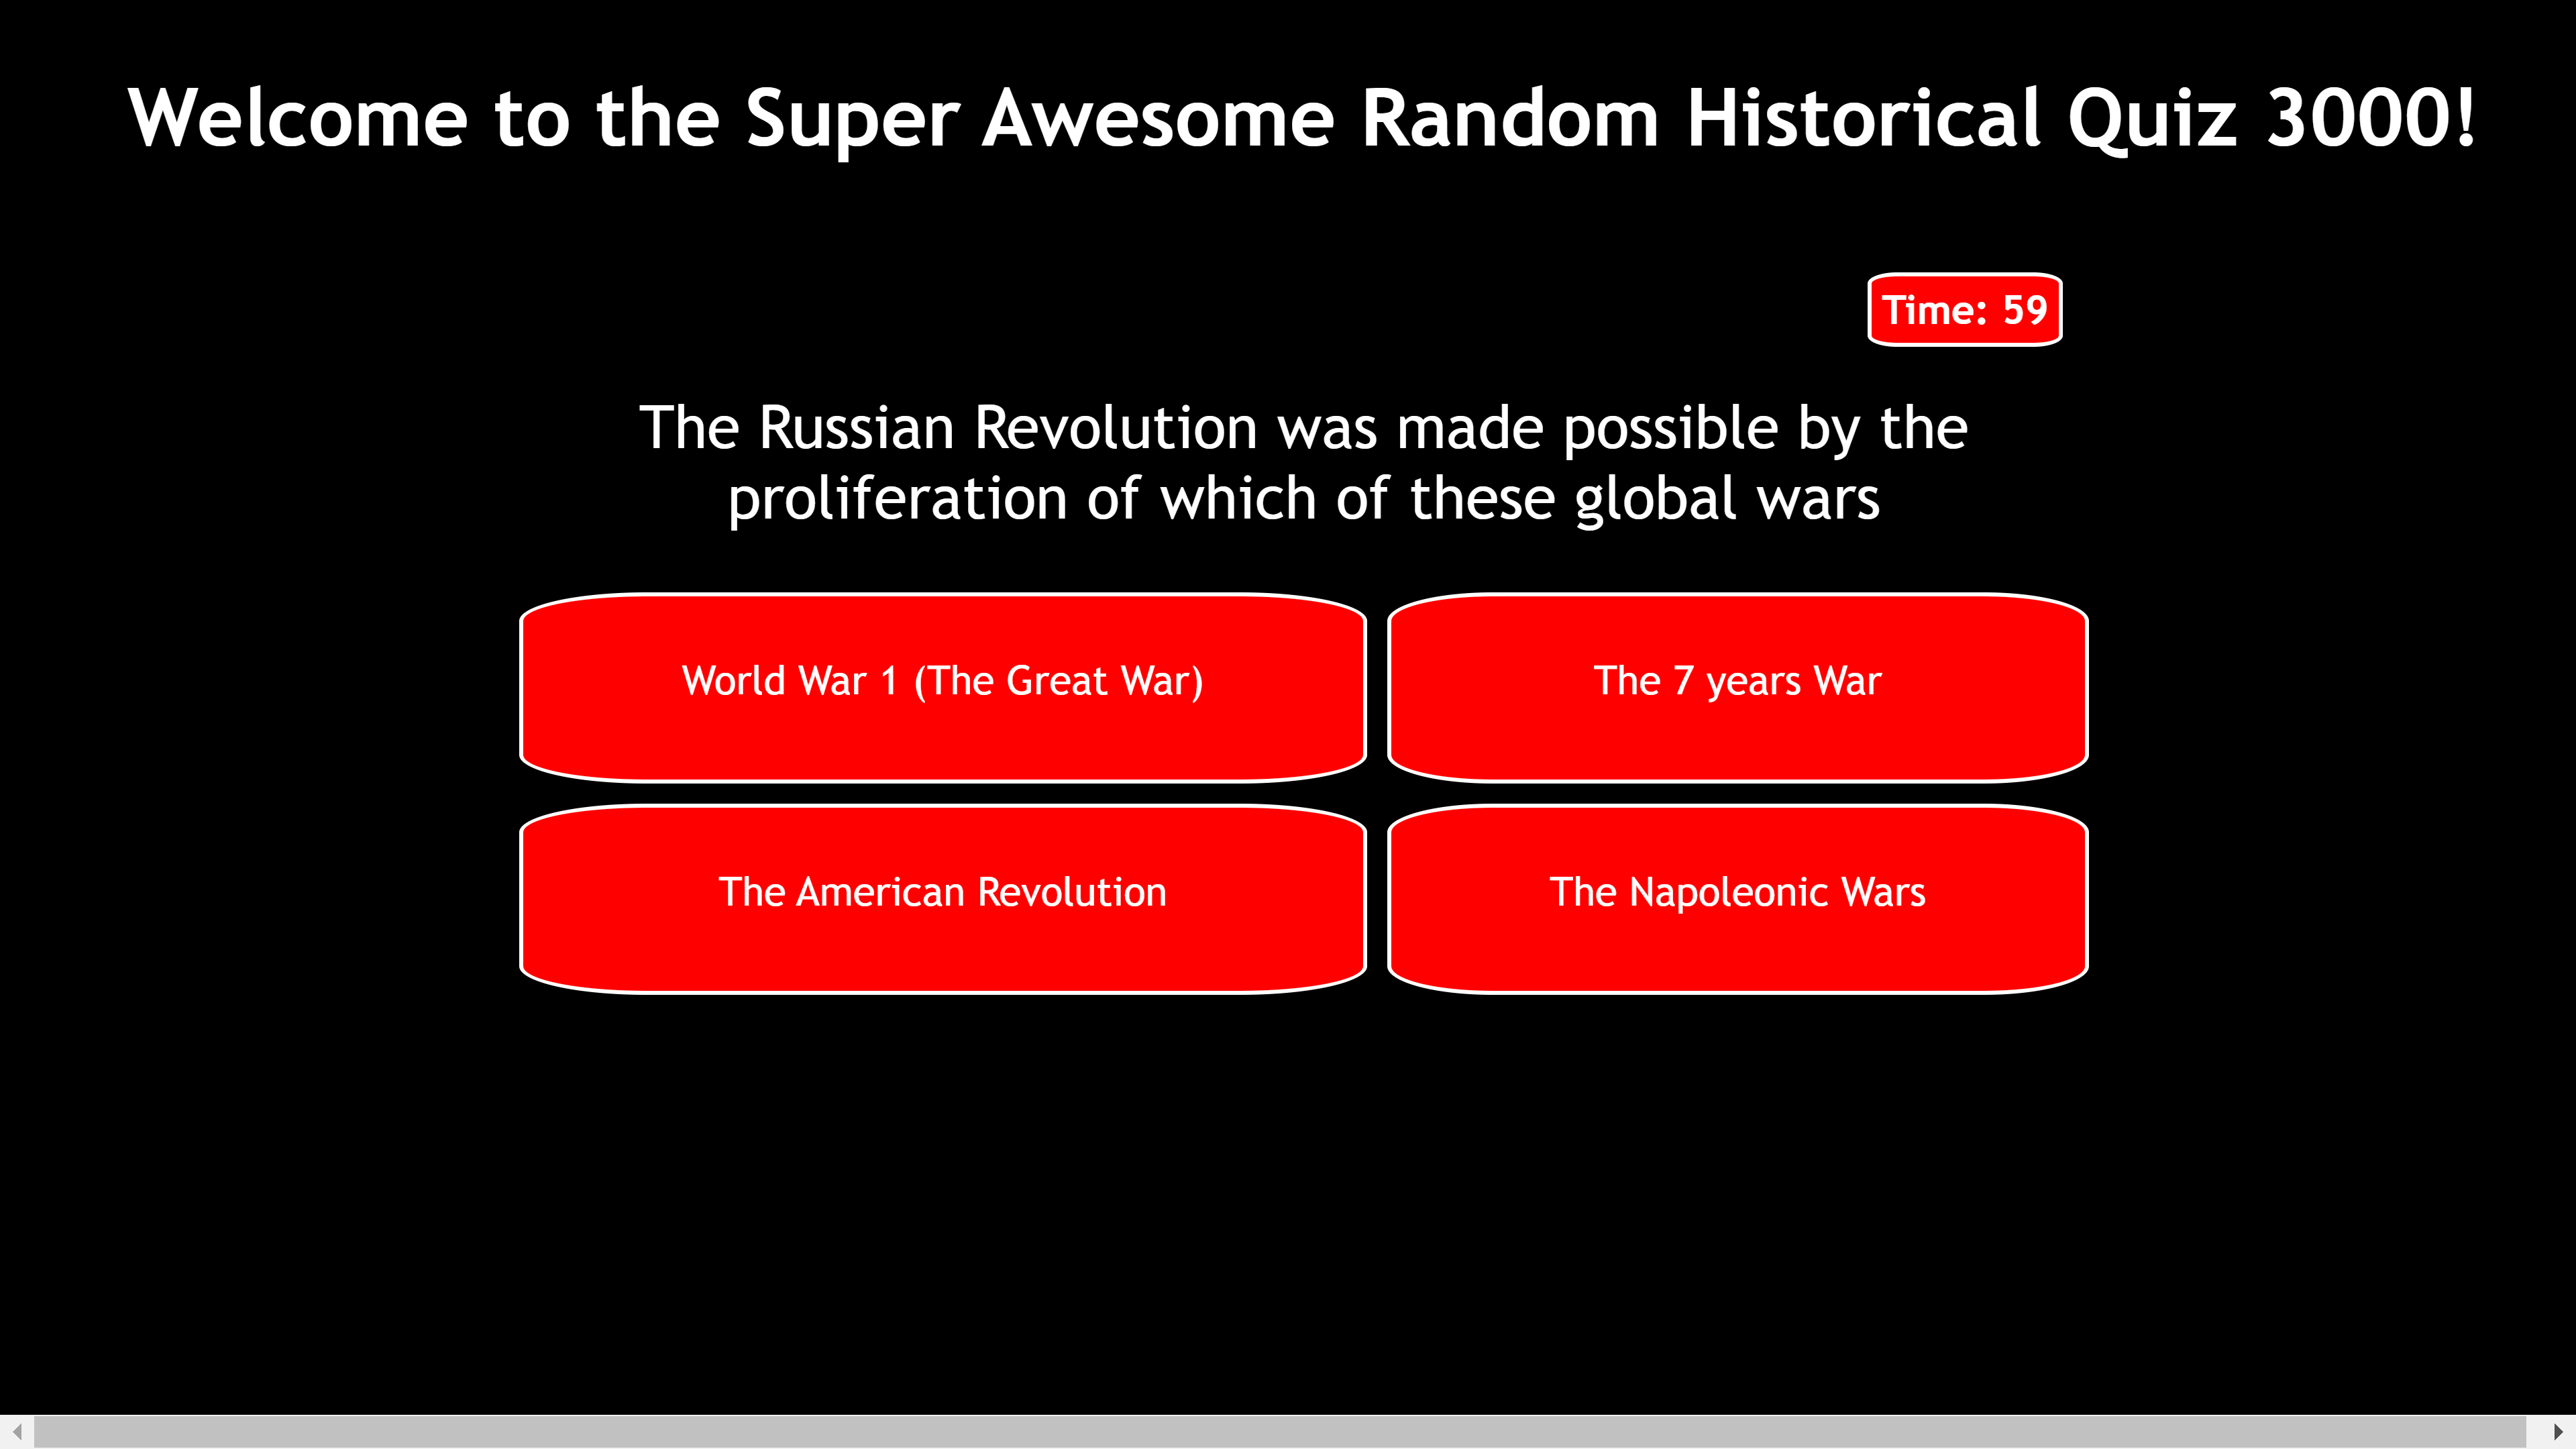 Welcome to the Super Awesome Random Historical Quiz 3000!
Time: 59
The Russian Revolution was made possible by the
proliferation of which of these global wars
World War 1 (The Great War)
The 7 years War
The American Revolution
The Napoleonic Wars